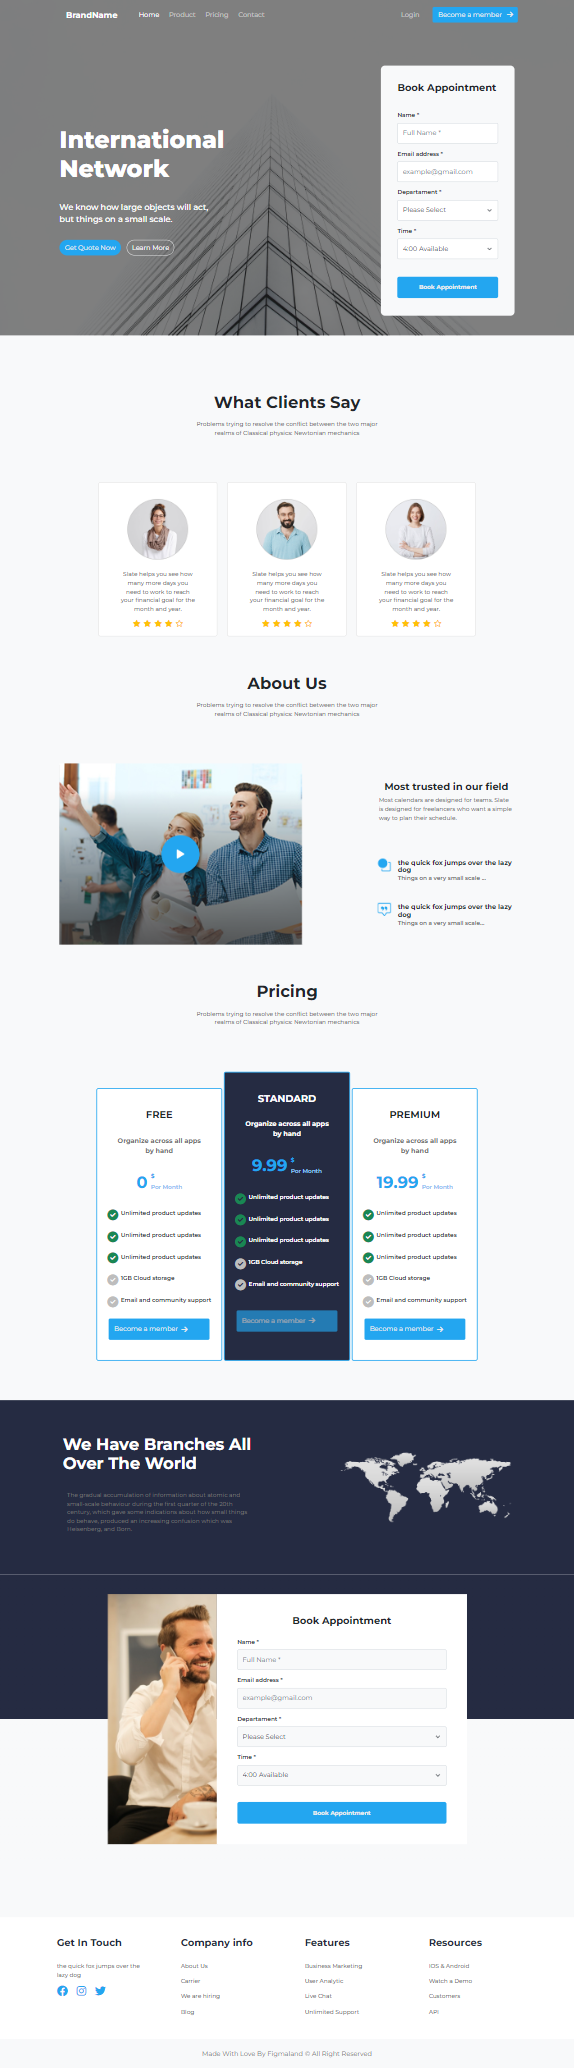 BrandName
Home Product Pricing Contact
Login
Become a member
International
Network
We know how large objects will act,
but things on a small scale.
Get Quote Now
Learn More
Book Appointment
Name *
Full Name *
Email address *
example@gmail.com
Departament *
Please Select
Time *
4:00 Available
Book Appointment
What Clients Say
Problems trying to resolve the conflict between the two major
realms of Classical physics: Newtonian mechanics
Slate helps you see how
many more days you
need to work to reach
your financial goal for the
month and year.
Slate helps you see how
many more days you
need to work to reach
your financial goal for the
month and year.
Slate helps you see how
many more days you
need to work to reach
your financial goal for the
month and year.
About Us
Problems trying to resolve the conflict between the two major
realms of Classical physics: Newtonian mechanics
Most trusted in our field
Most calendars are designed for teams. Slate
is designed for freelancers who want a simple
way to plan their schedule.
the quick fox jumps over the lazy
dog
Things on a very small scale ...
the quick fox jumps over the lazy
dog
Things on a very small scale...
Pricing
Problems trying to resolve the conflict between the two major
realms of Classical physics: Newtonian mechanics
FREE
Organize across all apps
by hand
0
$
Per Month
Unlimited product updates
Unlimited product updates
Unlimited product updates
1GB Cloud storage
Email and community support
Become a member
STANDARD
Organize across all apps
by hand
9.99
$
Per Month
Unlimited product updates
Unlimited product updates
Unlimited product updates
1GB Cloud storage
Email and community support
Become a member
PREMIUM
Organize across all apps
by hand
19.99
$
Per Month
Unlimited product updates
Unlimited product updates
Unlimited product updates
1GB Cloud storage
Email and community support
Become a member
We Have Branches All
Over The World
The gradual accumulation of information about atomic and
small-scale behaviour during the first quarter of the 20th
century, which gave some indications about how small things
do behave, produced an increasing confusion which was
Heisenberg, and Born.
Book Appointment
Name *
Full Name *
Email address *
example@gmail.com
Departament *
Please Select
Time *
4:00 Available
Book Appointment
Get In Touch
the quick fox jumps over the
lazy dog
Company info
About Us
Carrier
We are hiring
Blog
Features
Business Marketing
User Analytic
Live Chat
Unlimited Support
Resources
IOS & Android
Watch a Demo
Customers
API
Made With Love By Figmaland © All Right Reserved